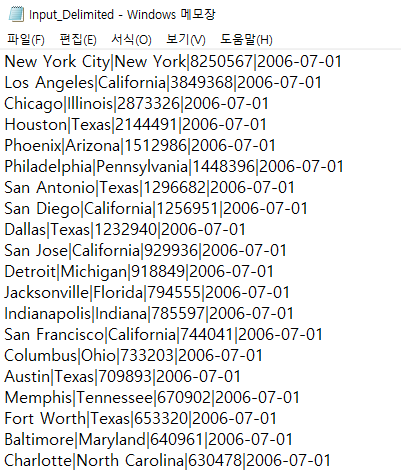 Input_Delimited - Windows 메모장
파일(F) 편집(E) 서식(O) 보기(V) 도움말(H)
New York City|New York|8250567|2006-07-01
Los Angeles|California|3849368|2006-07-01
Chicago|Illinois|2873326|2006-07-01
Houston|Texas|2144491|2006-07-01
Phoenix|Arizona|1512986|2006-07-01
Philadelphia|Pennsylvania|1448396|2006-07-01
San Antonio|Texas|1296682|2006-07-01
San Diego|California|1256951|2006-07-01
Dallas|Texas|1232940|2006-07-01
San Jose|California|929936|2006-07-01
Detroit|Michigan|918849|2006-07-01
Jacksonville|Florida|794555|2006-07-01
Indianapolis|Indiana|785597|2006-07-01
San Francisco|California|744041|2006-07-01
Columbus|Ohio|733203|2006-07-01
Austin|Texas|709893|2006-07-01
Memphis|Tennessee|670902|2006-07-01
Fort Worth|Texas|653320|2006-07-01
Baltimore|Maryland|640961|2006-07-01
Charlotte|North Carolina|630478|2006-07-01